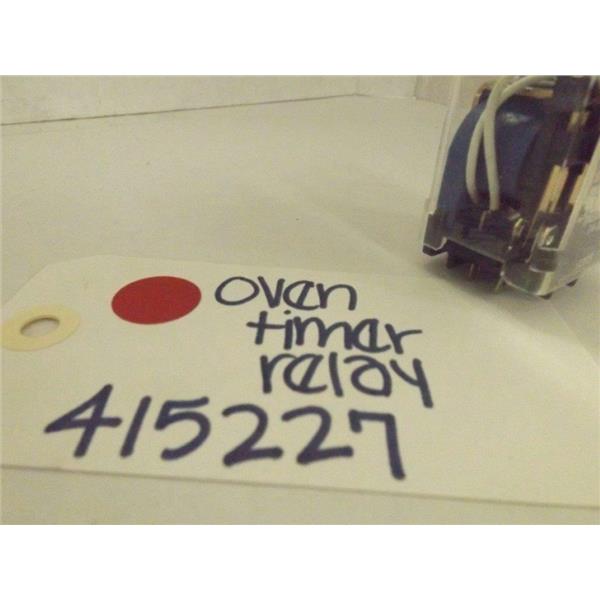 oven
timer
relay
415227